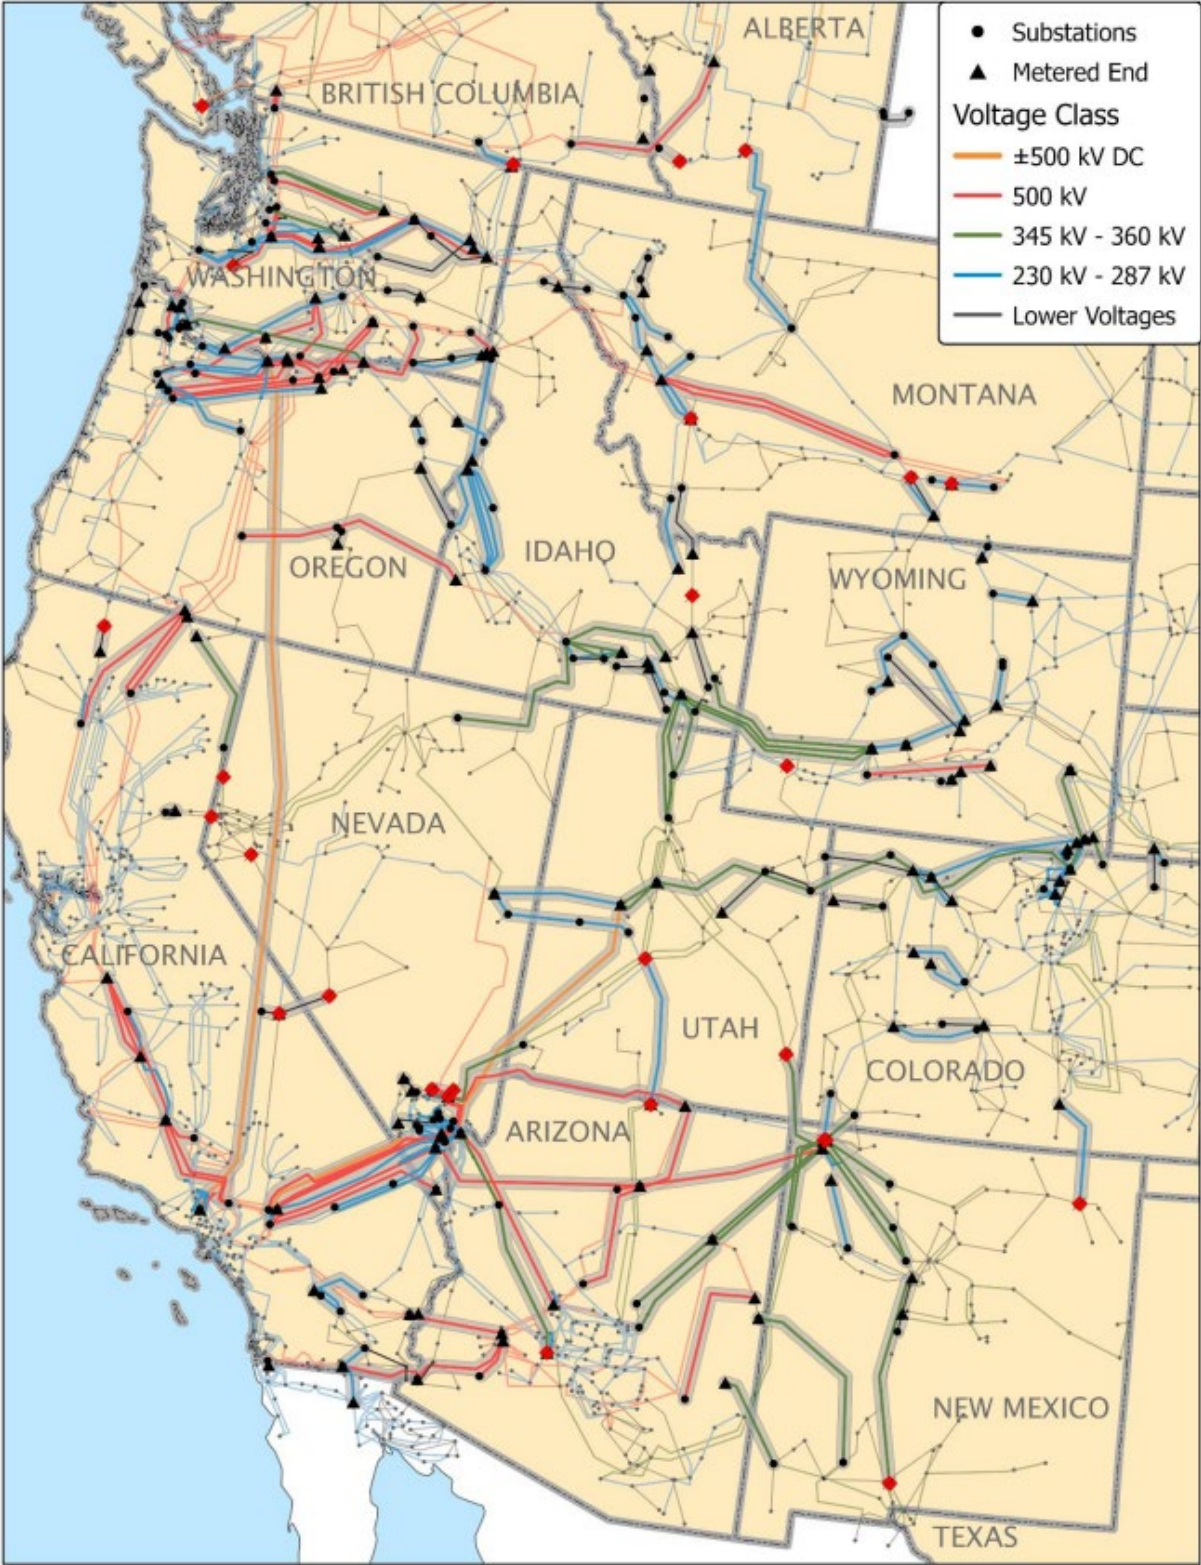 ALBERTA
BRITISH COLUMBIA
Substations
Metered End
Voltage Class
±500 kV DC
500 kV
345 kV - 360 kV
230 kV - 287 kV
Lower Voltages
WASHINGTON
MONTANA
OREGON
IDAHO
WYOMING
NEVADA
CALIFORNIA
UTAH
COLORADO
ARIZONA
NEW MEXICO
TEXAS